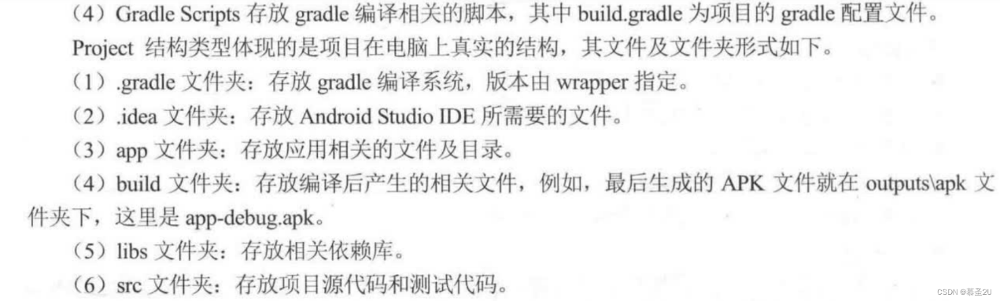 （4）Gradle Scripts 存放 gradle 编译相关的脚本，其中 build.gradle 为项目的 gradle 配置文件。
Project 结构类型体现的是项目在电脑上真实的结构，其文件及文件夹形式如下。
（1）.gradle 文件夹：存放 gradle 编译系统，版本由 wrapper 指定。
（2）.idea 文件夹：存放 Android Studio IDE 所需要的文件。
（3）app 文件夹：存放应用相关的文件及目录。
（4）build 文件夹：存放编译后产生的相关文件，例如，最后生成的 APK 文件就在 outputs\apk 文
件夹下，这里是 app-debug.apk。
（5）libs 文件夹：存放相关依赖库。
（6）src 文件夹：存放项目源代码和测试代码。
CSDN @慕圣2U